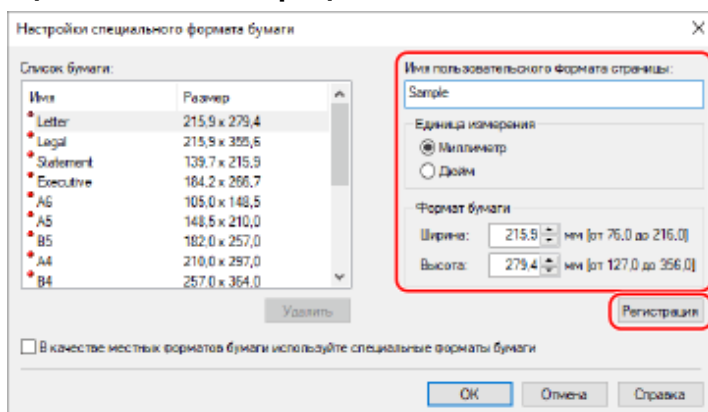 Настройки специального формата бумаги
Список бумаги:
Имя Размер
Letter 215,9 x 279,4
Legal 215,9 x 355,6
Statement 139,7 x 215,9
Executive 184,2 x 266,7
A6 105,0 x 148,5
A5 148,5 x 210,0
B5 182,0 x 257,0
A4 210,0 x 297,0
B4 257,0 x 364,0
Удалить
Имя пользовательского формата страницы:
Sample
Единица измерения
Миллиметр
Дюйм
Формат бумаги
Ширина: 215,9 мм [от 76,0 до 216,0]
Высота: 279,4 мм [от 127,0 до 356,0]
Регистрация
В качестве местных форматов бумаги используйте специальные форматы бумаги
OK Отмена Справка